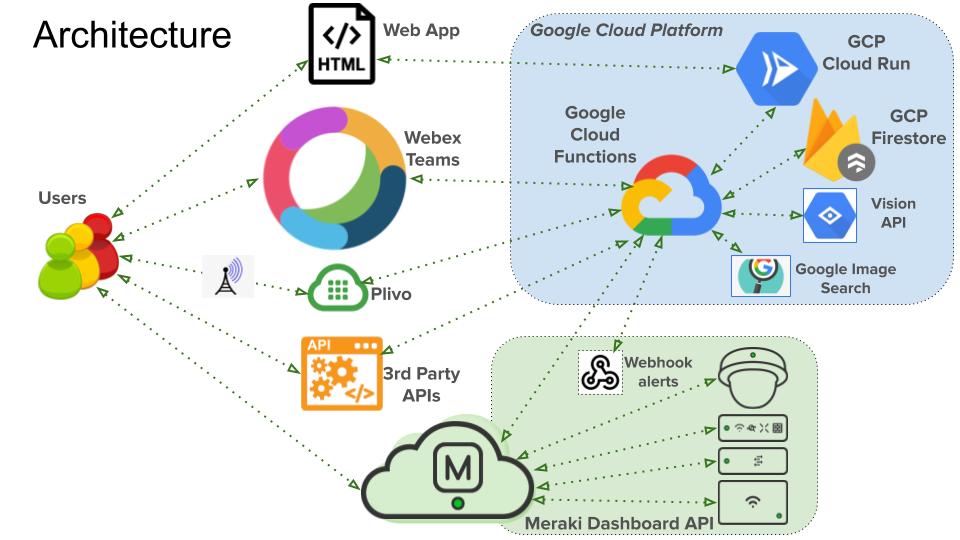 Architecture
</>
HTML
Web App
Google Cloud Platform
GCP
Cloud Run
Google
Cloud
Functions
GCP
Firestore
Webex
Teams
Users
Vision
API
Google Image
Search
Plivo
API
</>
3rd Party
APIs
Webhook
alerts
M
Meraki Dashboard API